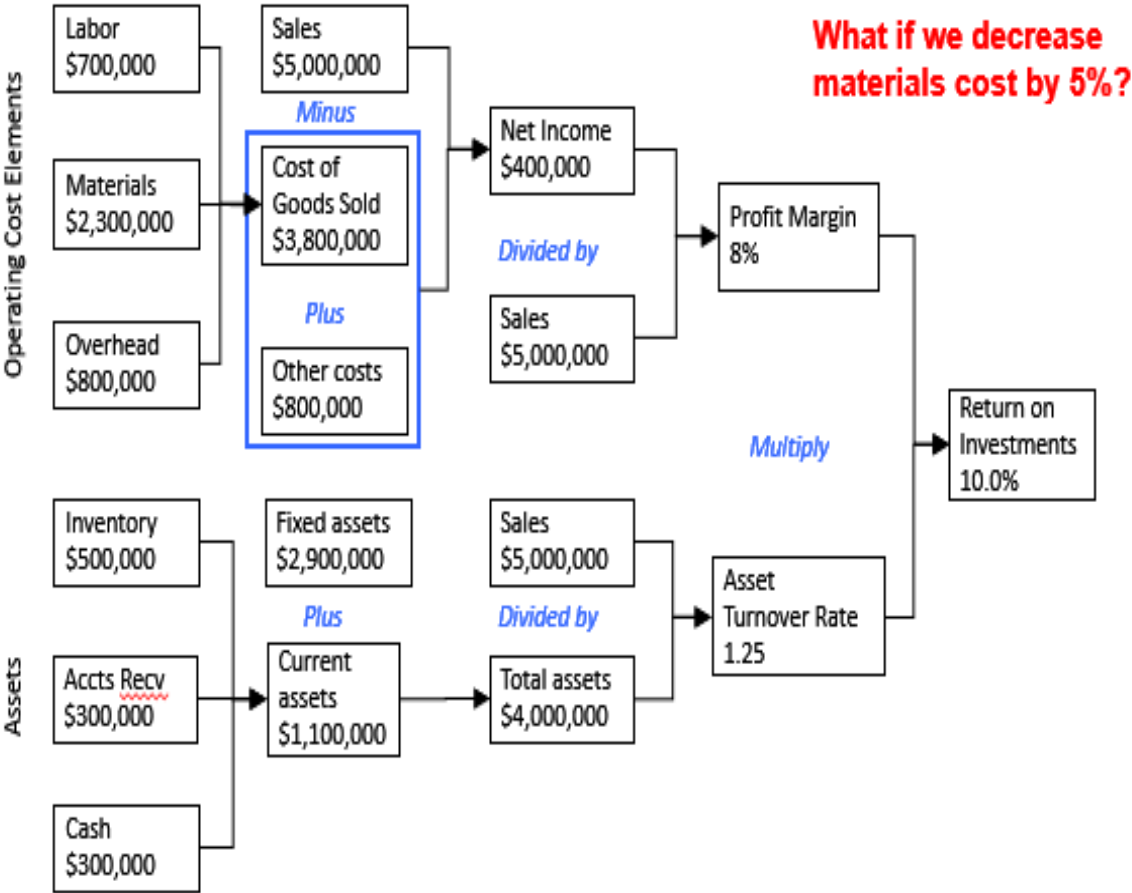 What if we decrease
materials cost by 5%?
Operating Cost Elements
Labor
$700,000
Materials
$2,300,000
Overhead
$800,000
Sales
$5,000,000
Minus
Cost of
Goods Sold
$3,800,000
Plus
Other costs
$800,000
Net Income
$400,000
Divided by
Sales
$5,000,000
Profit Margin
8%
Multiply
Return on
Investments
10.0%
Assets
Inventory
$500,000
Accts Recv
$300,000
Cash
$300,000
Fixed assets
$2,900,000
Plus
Current
assets
$1,100,000
Sales
$5,000,000
Divided by
Total assets
$4,000,000
Asset
Turnover Rate
1.25